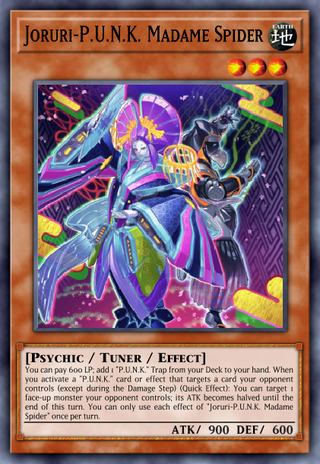 Joruri-P.U.N.K. Madame Spider
EARTH
地
[Psychic / Tuner / Effect]
You can pay 600 LP; add 1 "P.U.N.K." Trap from your Deck to your hand. When
you activate a "P.U.N.K." card or effect that targets a card your opponent
controls (except during the Damage Step) (Quick Effect): You can target 1
face-up monster your opponent controls; its ATK becomes halved until the
end of this turn. You can only use each effect of "Joruri-P.U.N.K. Madame
Spider" once per turn.
ATK/ 900 DEF/ 600